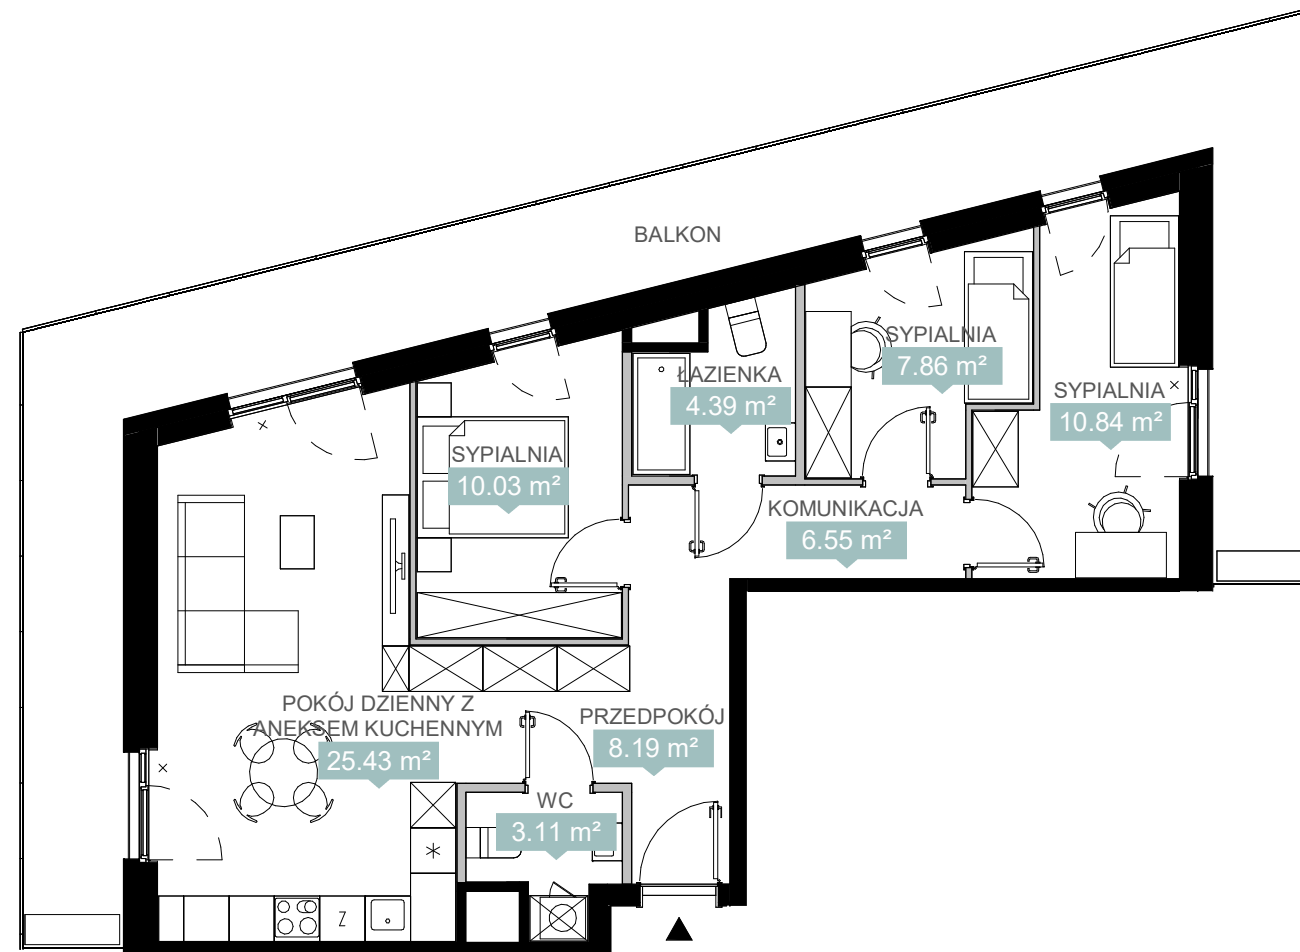 BALKON
SYPIALNIA
7.86 m²
ŁAZIENKA
4.39 m²
SYPIALNIA
10.84 m²
SYPIALNIA
10.03 m²
KOMUNIKACJA
6.55 m²
POKÓJ DZIENNY Z
ANEKSEM KUCHENNYM
25.43 m²
PRZEDPOKÓJ
8.19 m²
WC
3.11 m²
Z